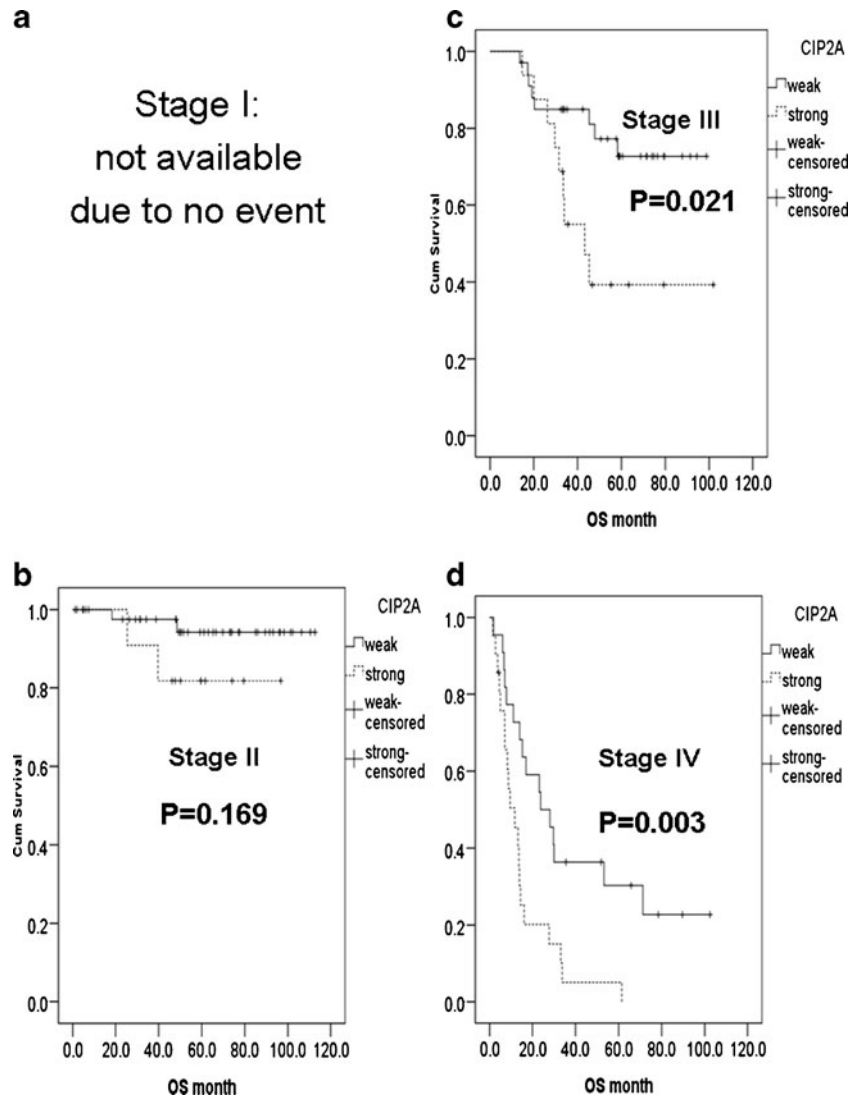 a
Stage I:
not available
due to no event
b
Cum Survival
1.0
0.8
0.6
0.4
0.2
0.0
Stage II
P=0.169
0.0 20.0 40.0 60.0 80.0 100.0 120.0
OS month
CIP2A
weak
strong
weak-
censored
strong-
censored
c
Cum Survival
1.0
0.8
0.6
0.4
0.2
0.0
Stage III
P=0.021
0.0 20.0 40.0 60.0 80.0 100.0 120.0
OS month
CIP2A
weak
strong
weak-
censored
strong-
censored
d
1.0
0.8
0.6
0.4
0.2
0.0
Stage IV
P=0.003
0.0 20.0 40.0 60.0 80.0 100.0 120.0
OS month
CIP2A
weak
strong
weak-
censored
strong-
censored